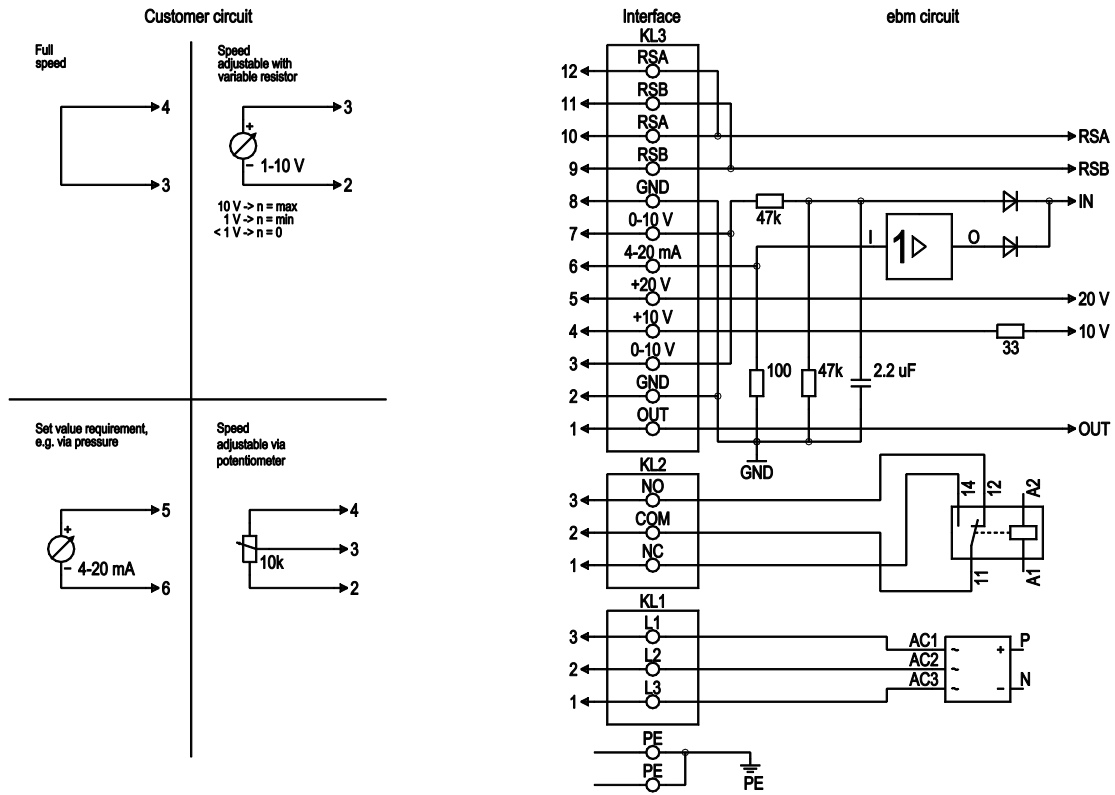 Customer circuit
Interface
ebm circuit
Full
speed
4
3
Speed
adjustable with
variable resistor
3
+
− 1-10 V
2
10 V -> n = max
1 V -> n = min
< 1 V -> n = 0
Set value requirement,
e.g. via pressure
5
+
− 4-20 mA
6
Speed
adjustable via
potentiometer
4
3
10k
2
KL3
12 RSA
11 RSB
10 RSA RSA
9 RSB RSB
8 GND IN
47k
7 0-10 V
I 1 O
6 4-20 mA
5 +20 V 20 V
4 +10 V 10 V
33
3 0-10 V
100 47k 2.2 uF
2 GND
1 OUT OUT
GND
KL2
3 NO
2 COM
1 NC
14 12 A2
11 A1
KL1
3 L1 AC1 ~ + P
2 L2 AC2 ~
1 L3 AC3 ~ − N
PE
PE
PE